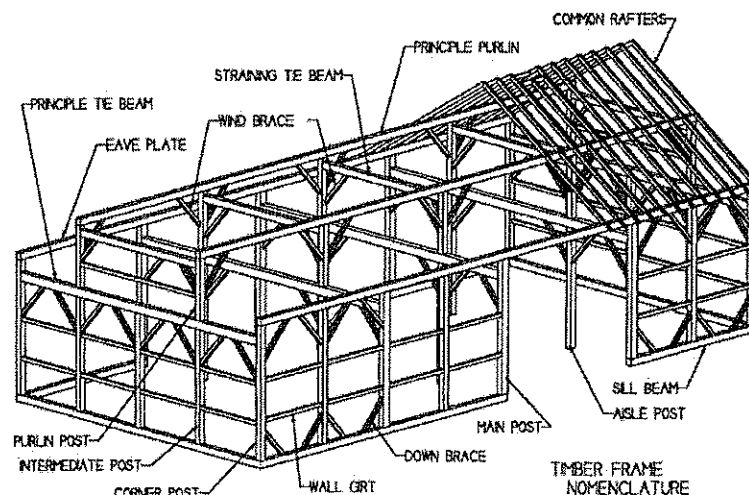 COMMON RAFTERS
PRINCIPLE PURLIN
STRAINING TIE BEAM
PRINCIPLE TIE BEAM
WIND BRACE
EAVE PLATE
SILL BEAM
AISLE POST
MAIN POST
PURLIN POST
DOWN BRACE
INTERMEDIATE POST
WALL GIRT
CORNER POST
TIMBER FRAME
NOMENCLATURE